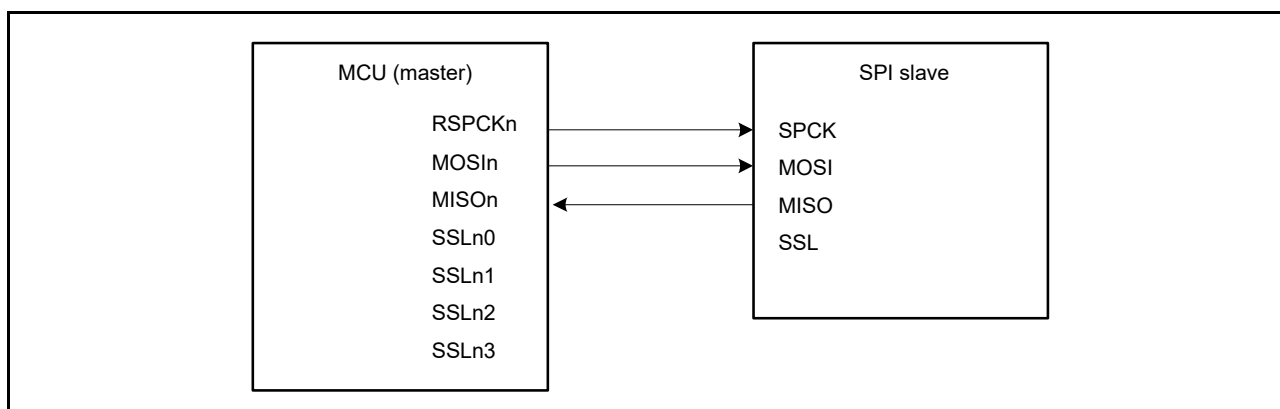 MCU (master)
RSPCKn
MOSIn
MISOn
SSLn0
SSLn1
SSLn2
SSLn3
SPI slave
SPCK
MOSI
MISO
SSL